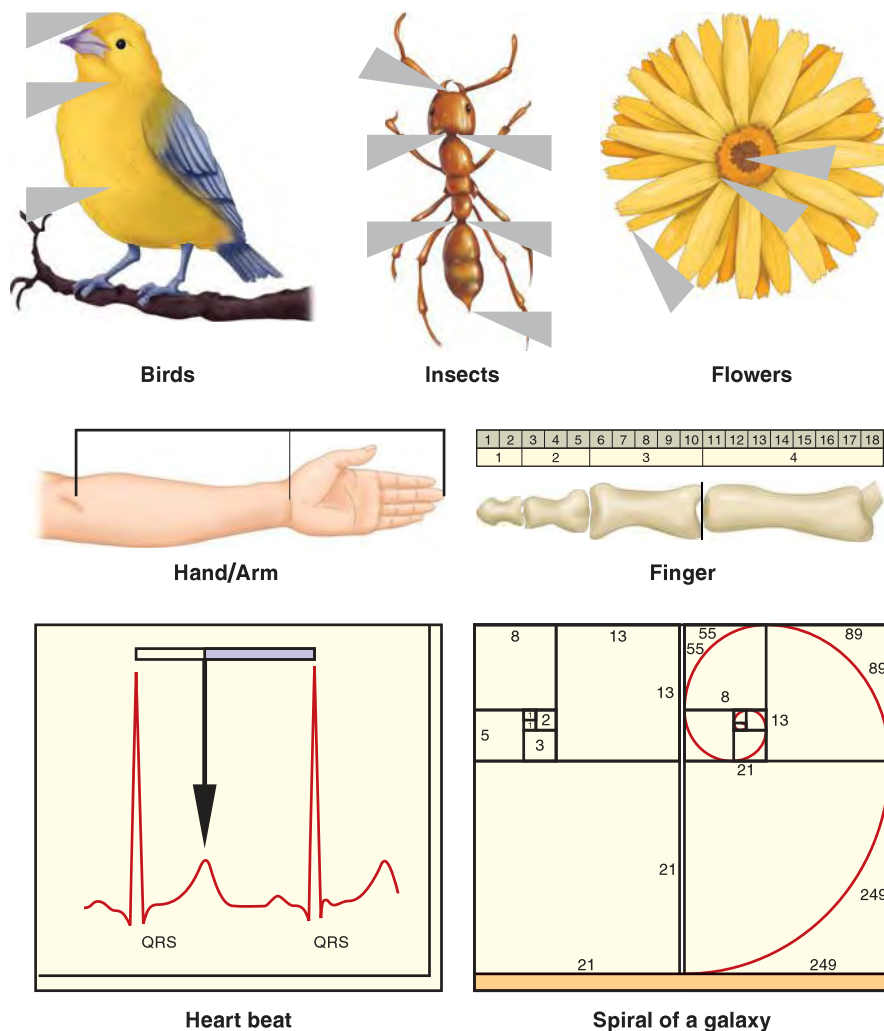 Birds
Insects
Flowers
1 2 3 4 5 6 7 8 9 10 11 12 13 14 15 16 17 18
1 2 3 4
Hand/Arm
Finger
QRS
QRS
Heart beat
8
13
13
1
1
2
5
3
21
21
55
55
89
89
8
13
21
249
249
Spiral of a galaxy